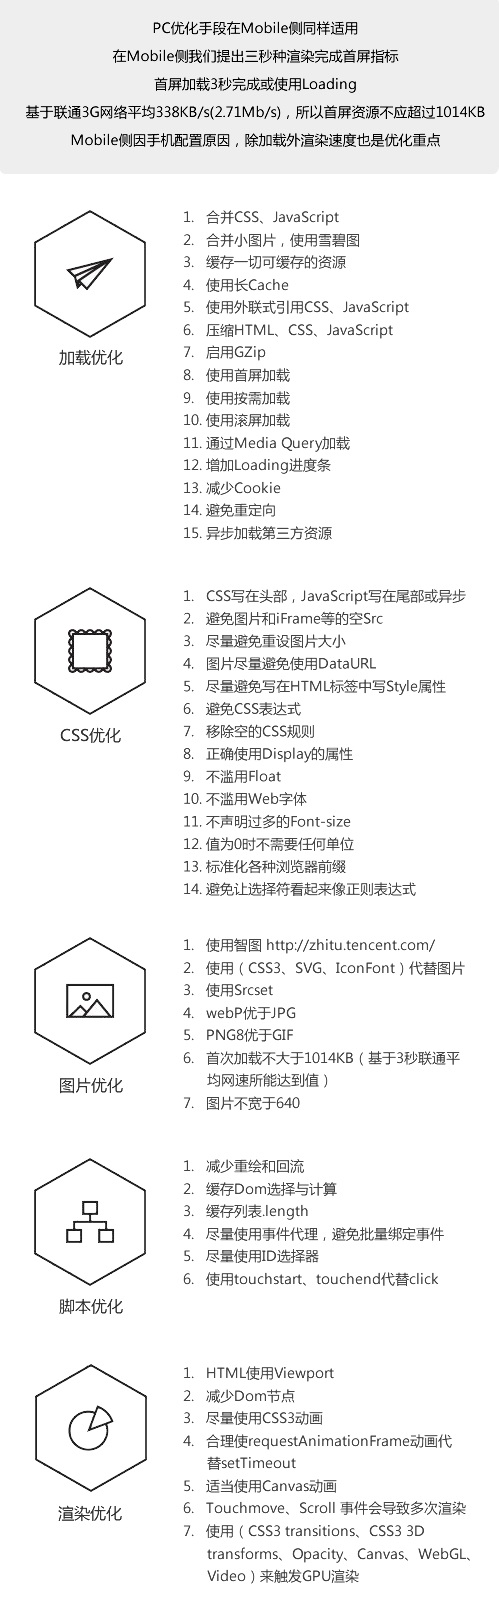 PC优化手段在Mobile侧同样适用
在Mobile侧我们提出三秒种渲染完成首屏指标
首屏加载3秒完成或使用Loading
基于联通3G网络平均338KB/s(2.71Mb/s)，所以首屏资源不应超过1014KB
Mobile侧因手机配置原因，除加载外渲染速度也是优化重点
加载优化
1. 合并CSS、JavaScript
2. 合并小图片，使用雪碧图
3. 缓存一切可缓存的资源
4. 使用长Cache
5. 使用外联式引用CSS、JavaScript
6. 压缩HTML、CSS、JavaScript
7. 启用GZip
8. 使用首屏加载
9. 使用按需加载
10. 使用滚屏加载
11. 通过Media Query加载
12. 增加Loading进度条
13. 减少Cookie
14. 避免重定向
15. 异步加载第三方资源
CSS优化
1. CSS写在头部，JavaScript写在尾部或异步
2. 避免图片和iFrame等的空Src
3. 尽量避免重设图片大小
4. 图片尽量避免使用DataURL
5. 尽量避免写在HTML标签中写Style属性
6. 避免CSS表达式
7. 移除空的CSS规则
8. 正确使用Display的属性
9. 不滥用Float
10. 不滥用Web字体
11. 不声明过多的Font-size
12. 值为0时不需要任何单位
13. 标准化各种浏览器前缀
14. 避免让选择符看起来像正则表达式
图片优化
1. 使用智图 http://zhitu.tencent.com/
2. 使用（CSS3、SVG、IconFont）代替图片
3. 使用Srcset
4. webP优于JPG
5. PNG8优于GIF
6. 首次加载不大于1014KB（基于3秒联通平
均网速所能达到值）
7. 图片不宽于640
脚本优化
1. 减少重绘和回流
2. 缓存Dom选择与计算
3. 缓存列表.length
4. 尽量使用事件代理，避免批量绑定事件
5. 尽量使用ID选择器
6. 使用touchstart、touchend代替click
渲染优化
1. HTML使用Viewport
2. 减少Dom节点
3. 尽量使用CSS3动画
4. 合理使requestAnimationFrame动画代
替setTimeout
5. 适当使用Canvas动画
6. Touchmove、Scroll 事件会导致多次渲染
7. 使用（CSS3 transitions、CSS3 3D
transforms、Opacity、Canvas、WebGL、
Video）来触发GPU渲染